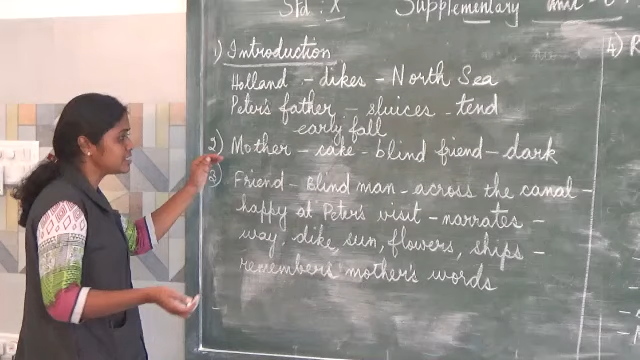 Std : X Supplementary Unit
1) Introduction
Holland - dikes - North Sea
Peter's father - sluices - tend
early fall
2) Mother - cake - blind friend - dark
3) Friend - blind man - across the canal -
happy at Peter's visit - narrates -
way, dike, sun, flowers, ships -
remembers mother's words
4) R